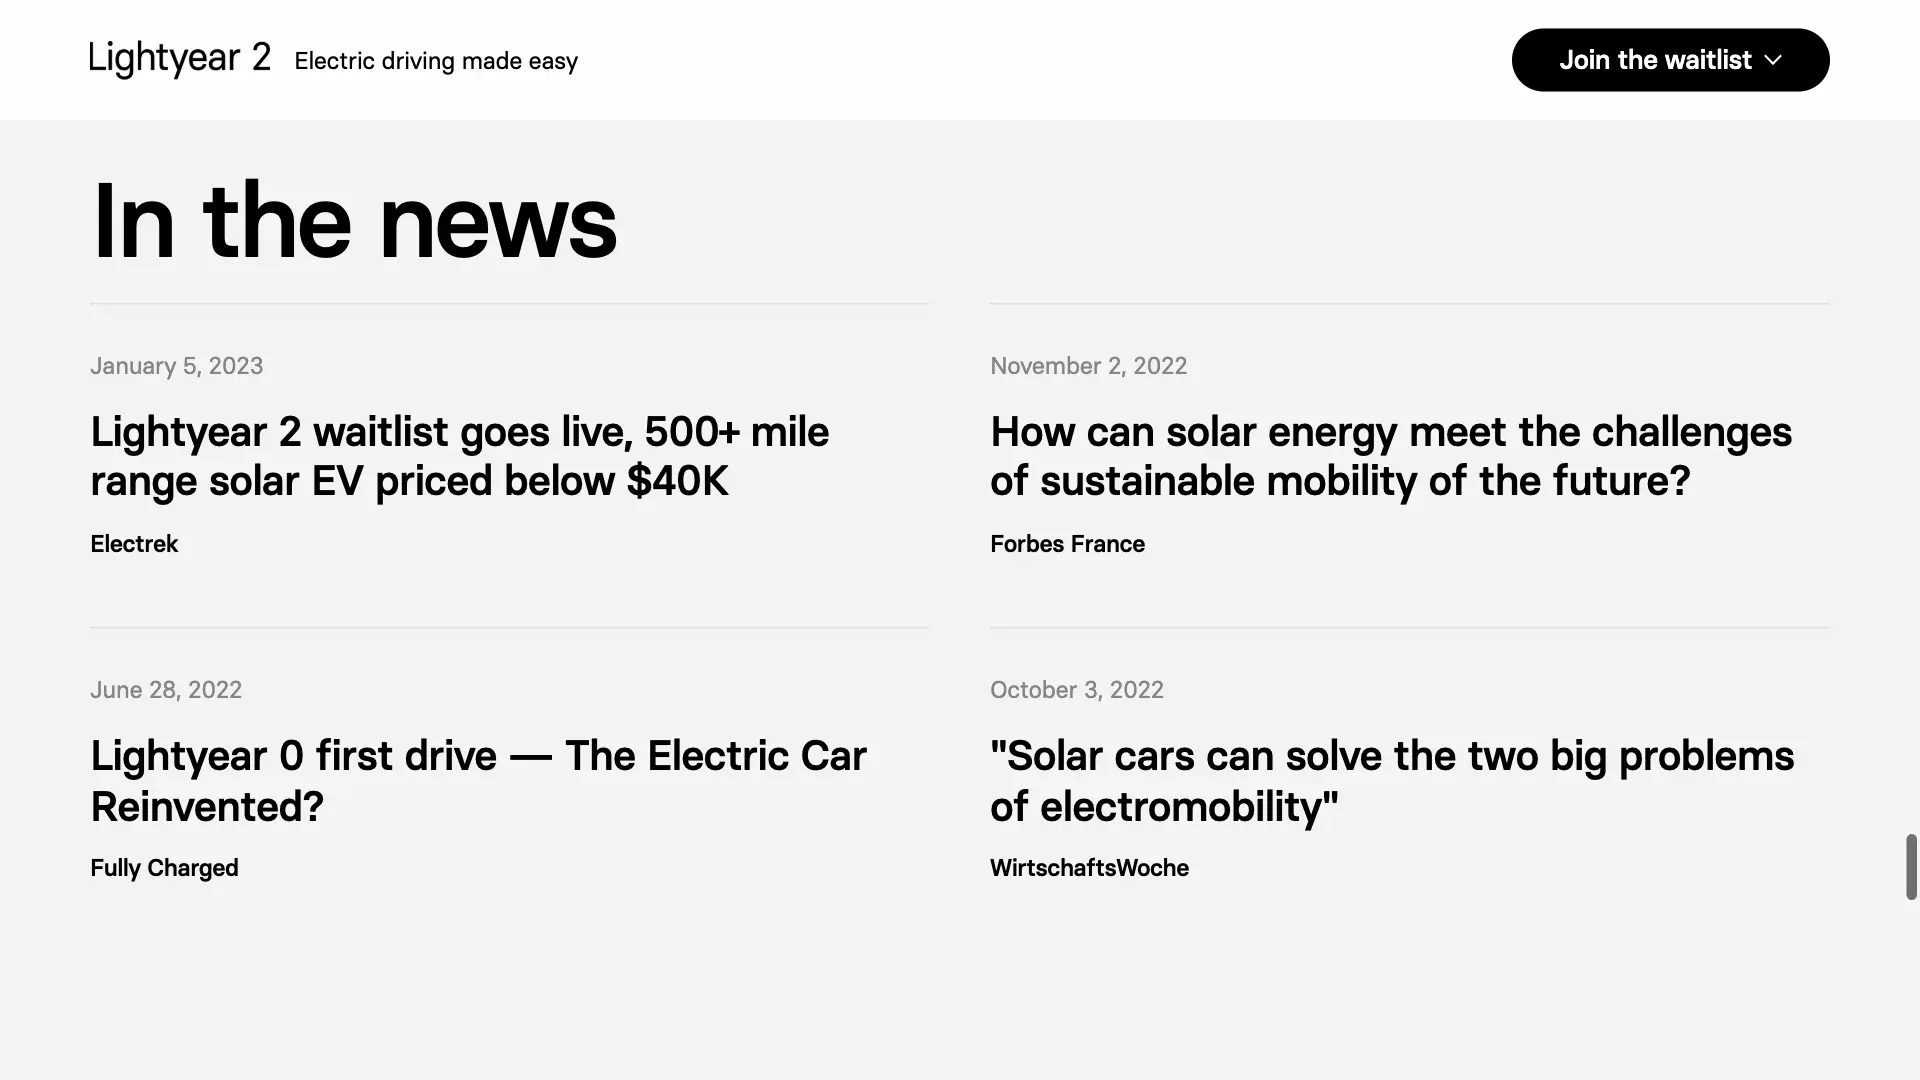 Lightyear 2 Electric driving made easy
Join the waitlist
In the news
January 5, 2023
Lightyear 2 waitlist goes live, 500+ mile
range solar EV priced below $40K
Electrek
November 2, 2022
How can solar energy meet the challenges
of sustainable mobility of the future?
Forbes France
June 28, 2022
Lightyear 0 first drive — The Electric Car
Reinvented?
Fully Charged
October 3, 2022
"Solar cars can solve the two big problems
of electromobility"
WirtschaftsWoche